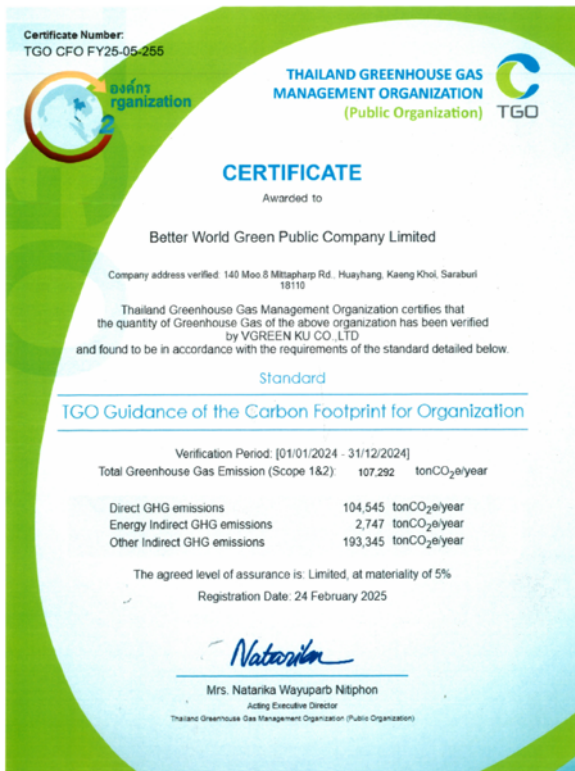 Certificate Number:
TGO CFO FY25-05-255
องค์กร
rganization
2
THAILAND GREENHOUSE GAS
MANAGEMENT ORGANIZATION
(Public Organization)
TGO
CERTIFICATE
Awarded to
Better World Green Public Company Limited
Company address verified: 140 Moo.8 Mittapharp Rd., Huayhang, Kaeng Khoi, Saraburi
18110
Thailand Greenhouse Gas Management Organization certifies that
the quantity of Greenhouse Gas of the above organization has been verified
by VGREEN KU CO.,LTD
and found to be in accordance with the requirements of the standard detailed below.
Standard
TGO Guidance of the Carbon Footprint for Organization
Verification Period: [01/01/2024 - 31/12/2024]
Total Greenhouse Gas Emission (Scope 1&2): 107,292 tonCO₂e/year
Direct GHG emissions 104,545 tonCO₂e/year
Energy Indirect GHG emissions 2,747 tonCO₂e/year
Other Indirect GHG emissions 193,345 tonCO₂e/year
The agreed level of assurance is: Limited, at materiality of 5%
Registration Date: 24 February 2025
Natarika
Mrs. Natarika Wayuparb Nitiphon
Acting Executive Director
Thailand Greenhouse Gas Management Organization (Public Organization)